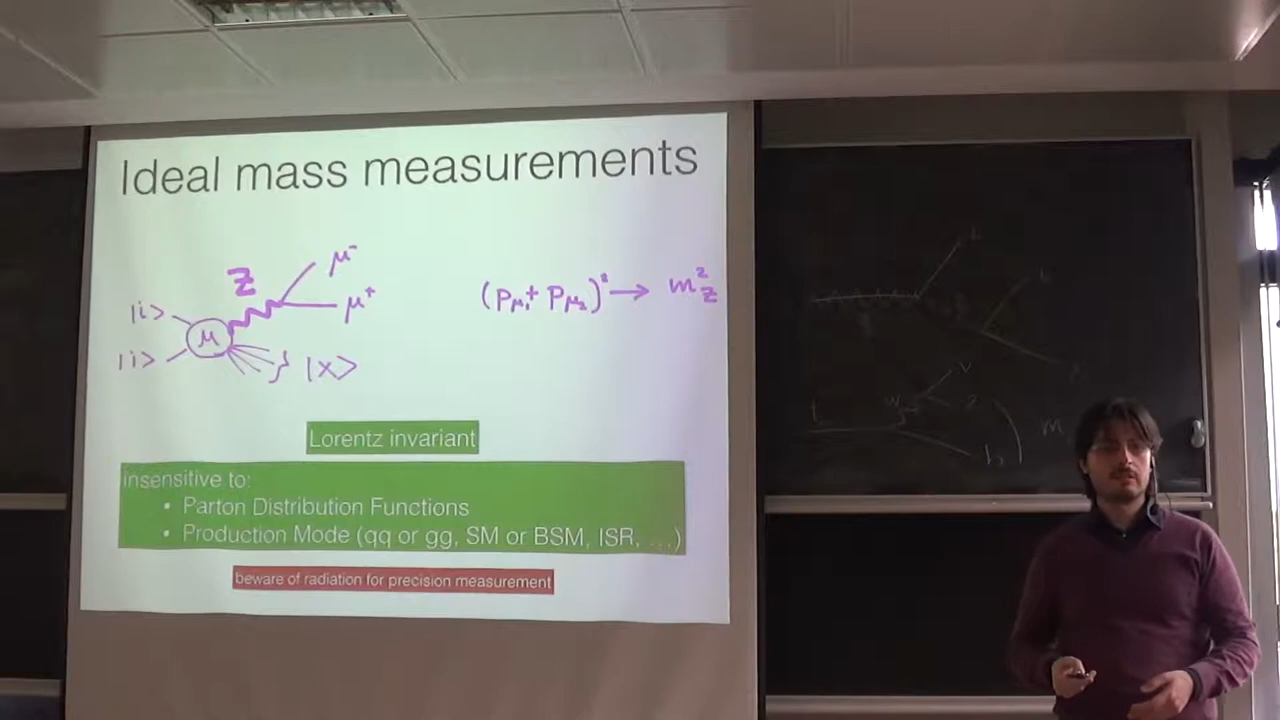 Ideal mass measurements
Z
μ⁻
μ⁺
|i>
|i>
μ
} |x>
(pμ₁ + pμ₂)² → m²_Z
Lorentz invariant
insensitive to:
• Parton Distribution Functions
• Production Mode (qq or gg, SM or BSM, ISR, ...)
beware of radiation for precision measurement
t
W
ν
b
m